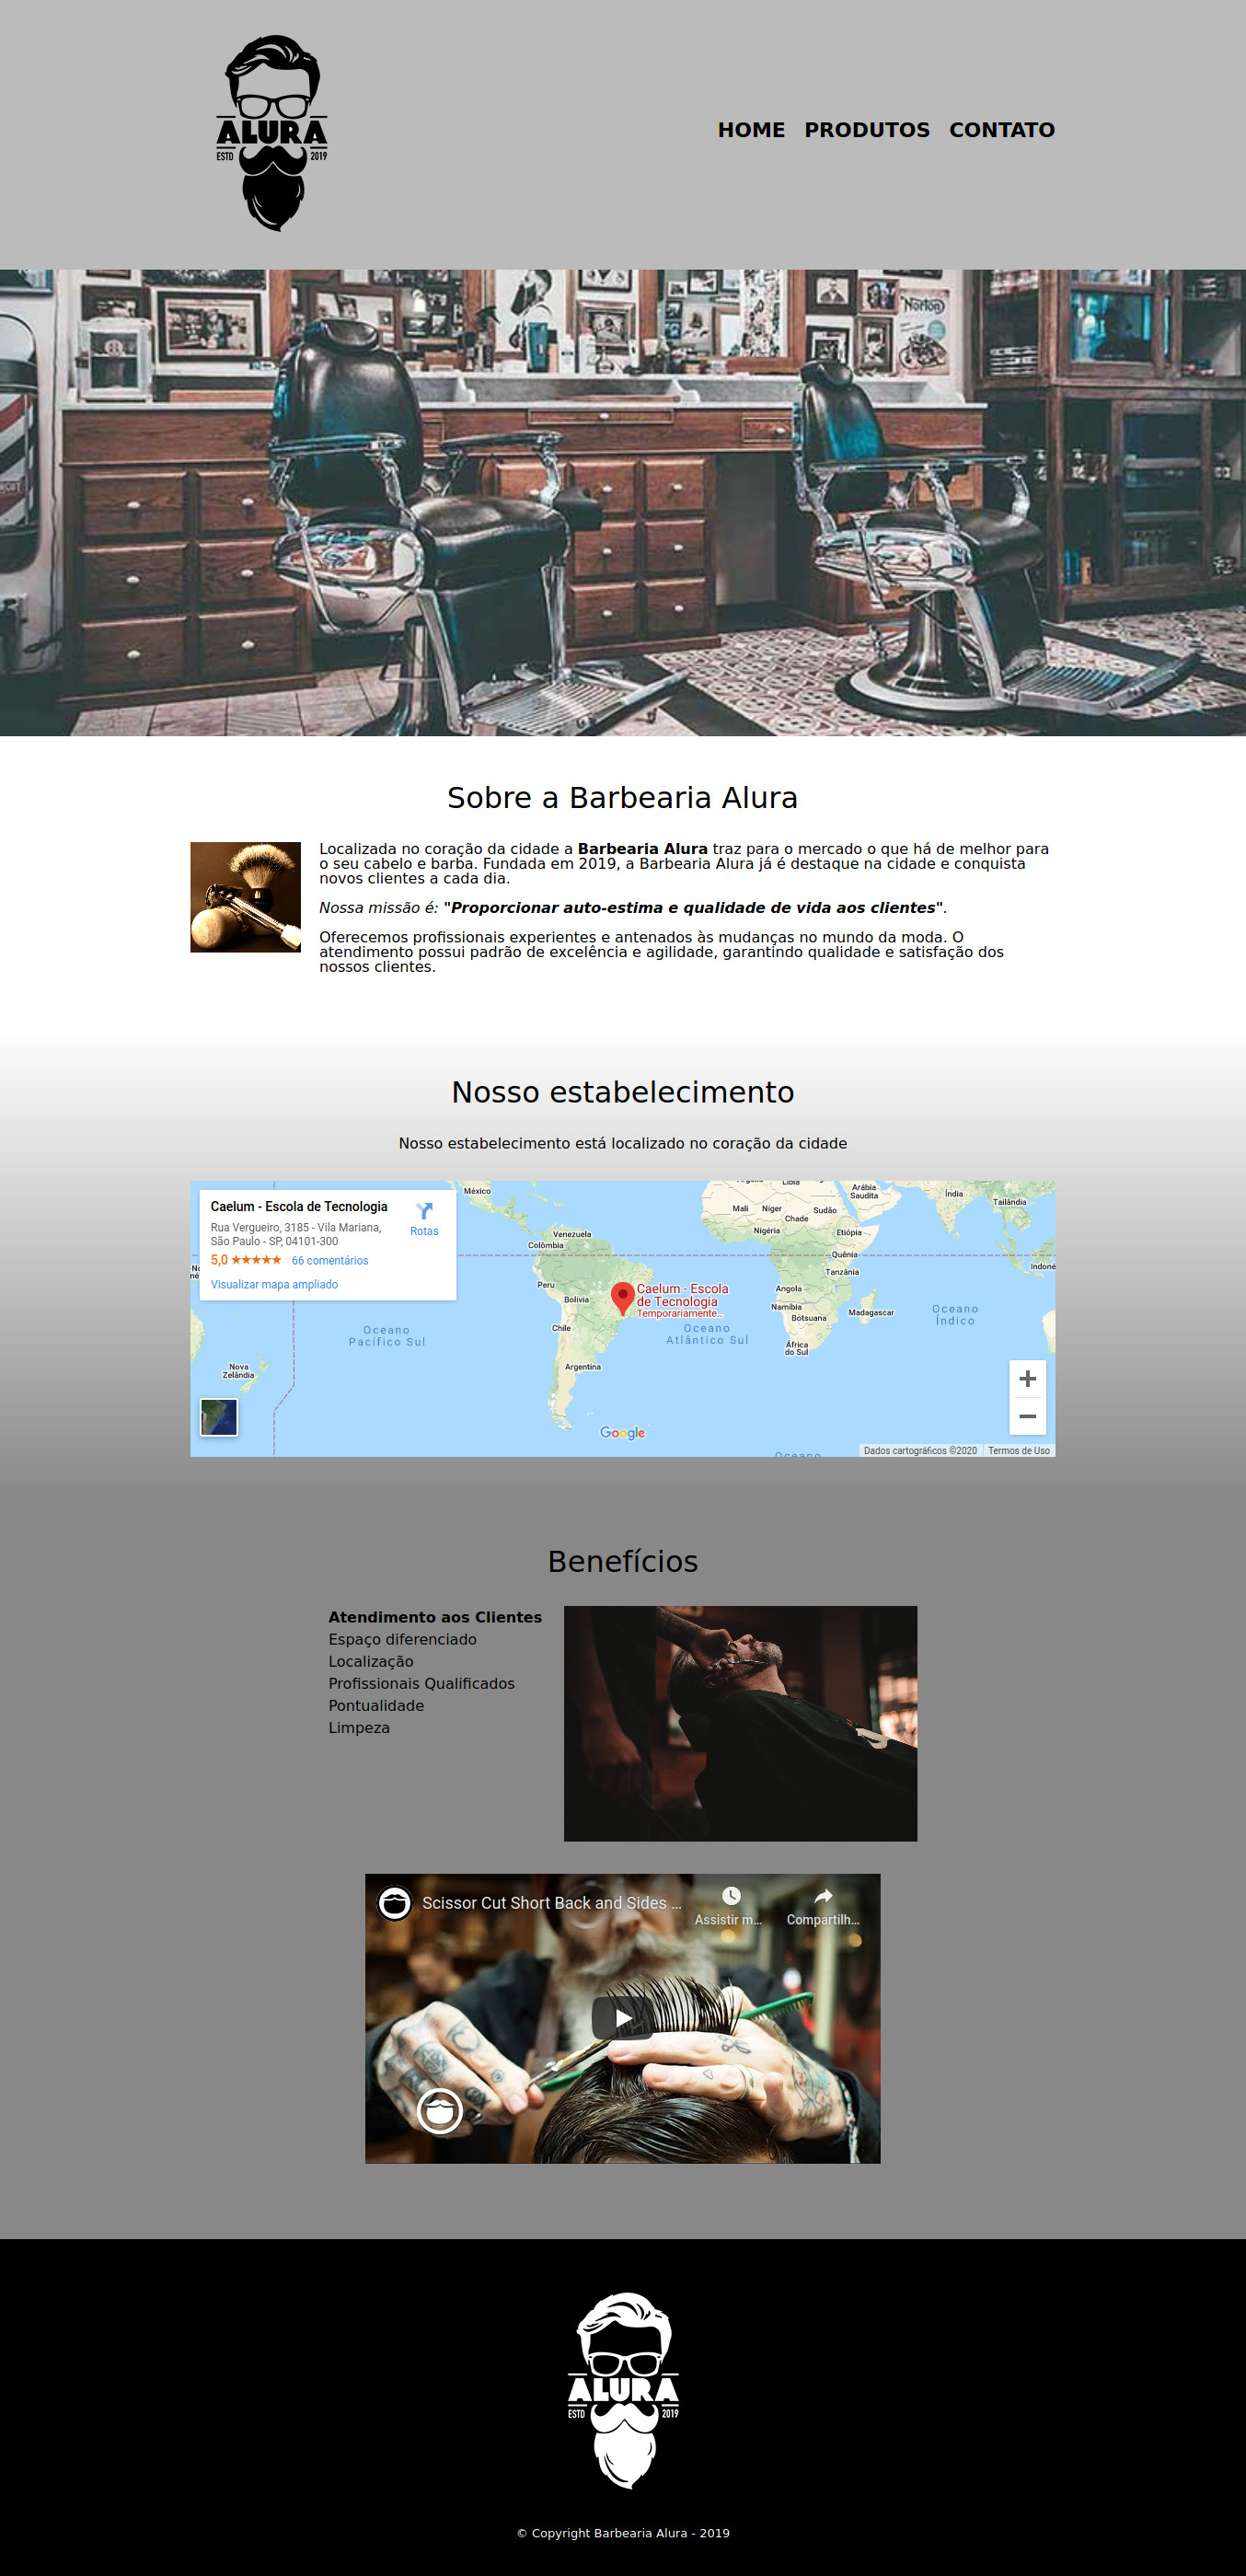 ALURA
ESTD 2019
HOME PRODUTOS CONTATO
Norton
Sobre a Barbearia Alura
Localizada no coração da cidade a Barbearia Alura traz para o mercado o que há de melhor para
o seu cabelo e barba. Fundada em 2019, a Barbearia Alura já é destaque na cidade e conquista
novos clientes a cada dia.
Nossa missão é: "Proporcionar auto-estima e qualidade de vida aos clientes".
Oferecemos profissionais experientes e antenados às mudanças no mundo da moda. O
atendimento possui padrão de excelência e agilidade, garantindo qualidade e satisfação dos
nossos clientes.
Nosso estabelecimento
Nosso estabelecimento está localizado no coração da cidade
Caelum - Escola de Tecnologia
Rua Vergueiro, 3185 - Vila Mariana,
São Paulo - SP, 04101-300
5,0 ★★★★★ 66 comentários
Visualizar mapa ampliado
Rotas
México
Venezuela
Colômbia
Peru
Bolívia
Chile
Argentina
Caelum - Escola
de Tecnologia
Temporariamente...
Oceano
Pacífico Sul
Oceano
Atlântico Sul
Oceano
Índico
Nova
Zelândia
Líbia
Arábia
Saudita
Mali
Níger
Chade
Sudão
Nigéria
Etiópia
Quênia
Tanzânia
Angola
Namíbia
Botsuana
Madagascar
África
do Sul
Índia
Tailândia
Indoné
Google
Oceano
Dados cartográficos ©2020 Termos de Uso
Benefícios
Atendimento aos Clientes
Espaço diferenciado
Localização
Profissionais Qualificados
Pontualidade
Limpeza
Scissor Cut Short Back and Sides ...
Assistir m...
Compartilh...
ALURA
ESTD 2019
© Copyright Barbearia Alura - 2019